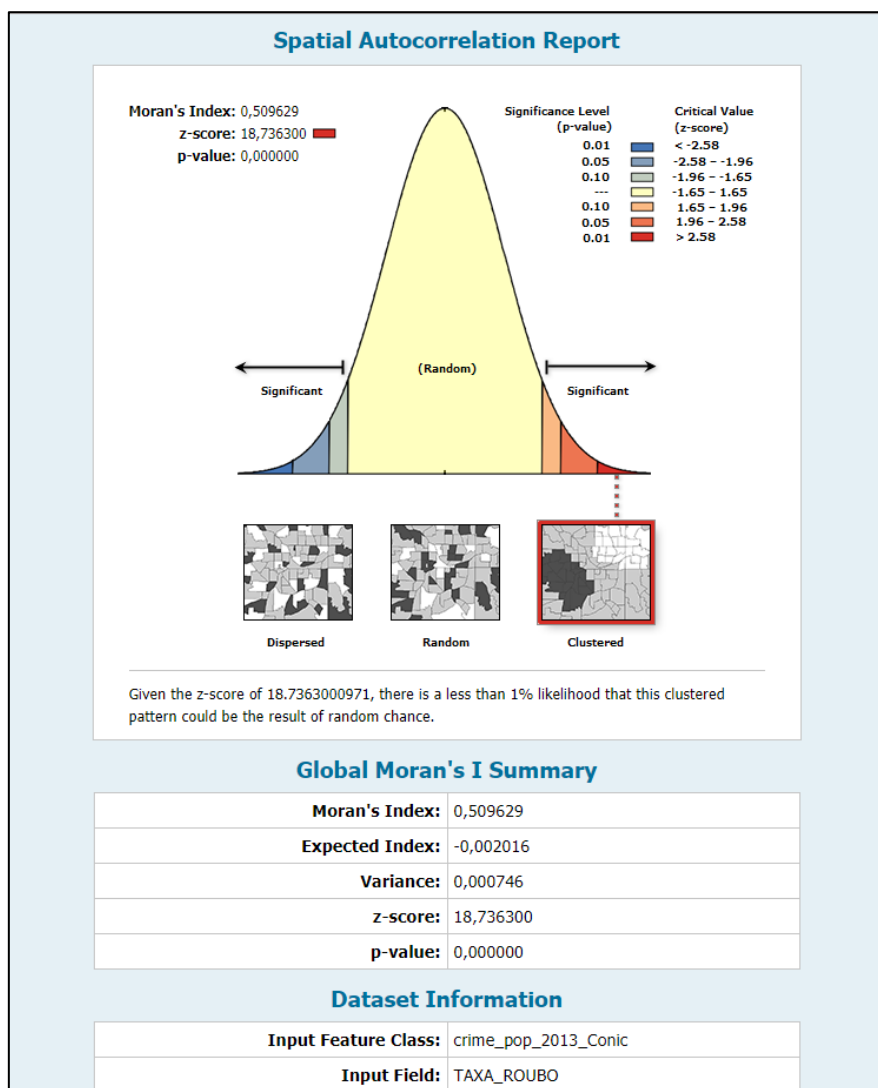 Spatial Autocorrelation Report
Moran's Index: 0,509629
z-score: 18,736300
p-value: 0,000000
Significance Level
(p-value)
Critical Value
(z-score)
0.01 < -2.58
0.05 -2.58 – -1.96
0.10 -1.96 – -1.65
--- -1.65 – 1.65
0.10 1.65 – 1.96
0.05 1.96 – 2.58
0.01 > 2.58
(Random)
Significant
Significant
Dispersed
Random
Clustered
Given the z-score of 18.7363000971, there is a less than 1% likelihood that this clustered
pattern could be the result of random chance.
Global Moran's I Summary
Moran's Index: 0,509629
Expected Index: -0,002016
Variance: 0,000746
z-score: 18,736300
p-value: 0,000000
Dataset Information
Input Feature Class: crime_pop_2013_Conic
Input Field: TAXA_ROUBO